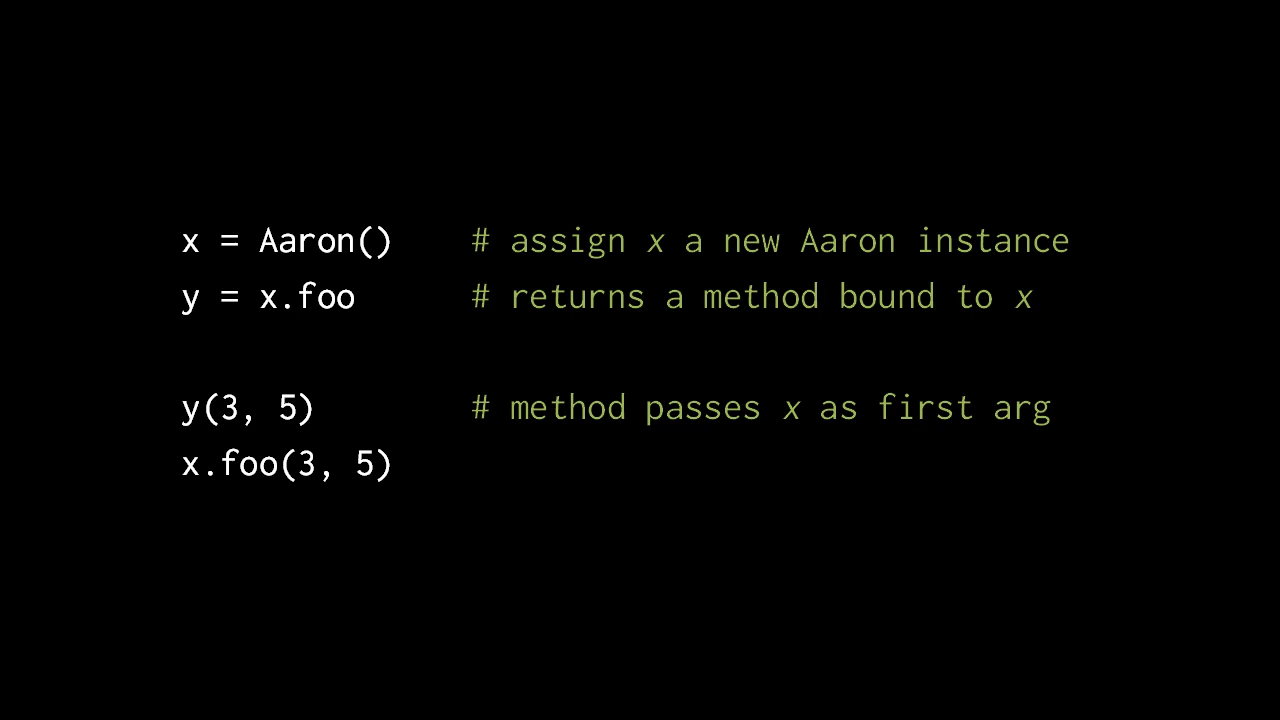 x = Aaron()    # assign x a new Aaron instance
y = x.foo      # returns a method bound to x
y(3, 5)        # method passes x as first arg
x.foo(3, 5)